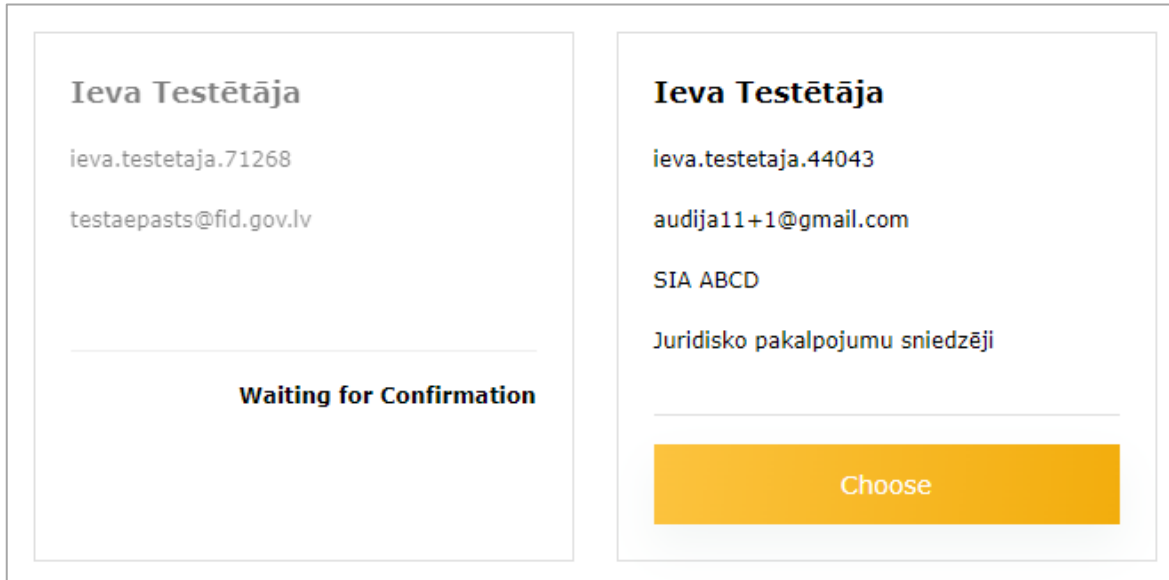 Ieva Testētāja
ieva.testetaja.71268
testaepasts@fid.gov.lv
Waiting for Confirmation
Ieva Testētāja
ieva.testetaja.44043
audija11+1@gmail.com
SIA ABCD
Juridisko pakalpojumu sniedzēji
Choose